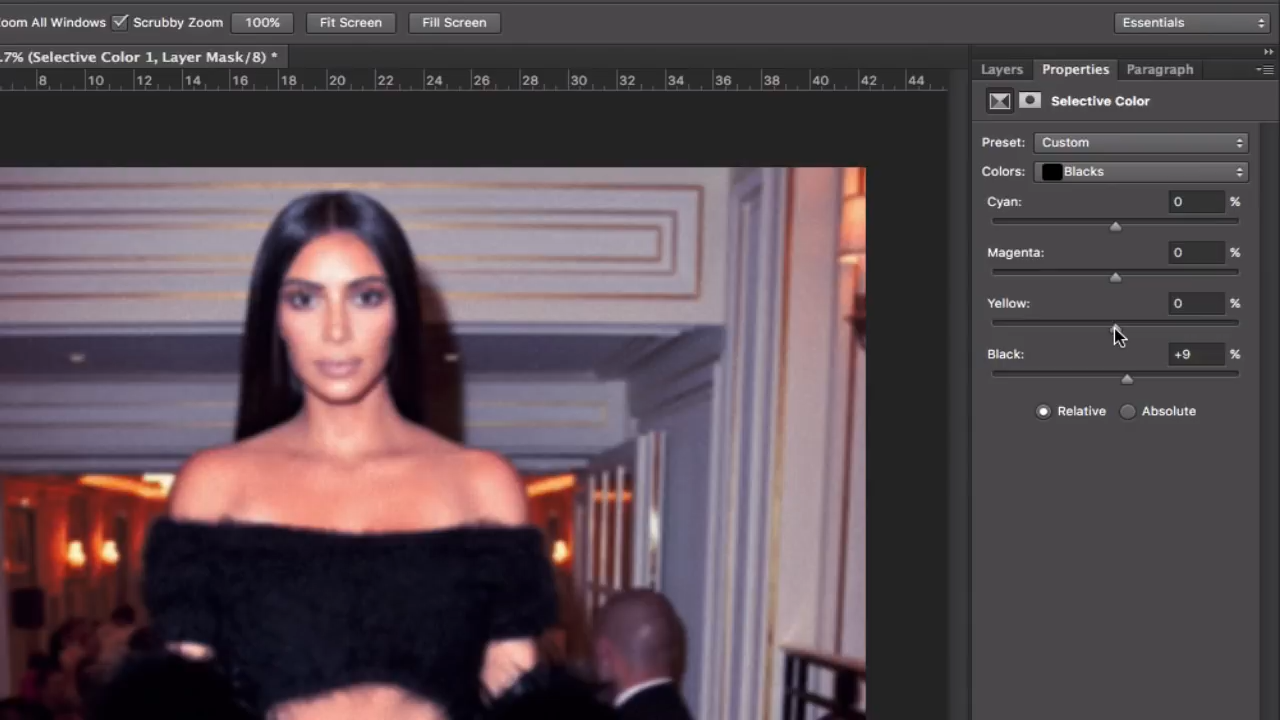 oom All Windows Scrubby Zoom 100% Fit Screen Fill Screen Essentials
.7% (Selective Color 1, Layer Mask/8) *
8 10 12 14 16 18 20 22 24 26 28 30 32 34 36 38 40 42 44
Layers Properties Paragraph
Selective Color
Preset: Custom
Colors: Blacks
Cyan: 0 %
Magenta: 0 %
Yellow: 0 %
Black: +9 %
Relative Absolute